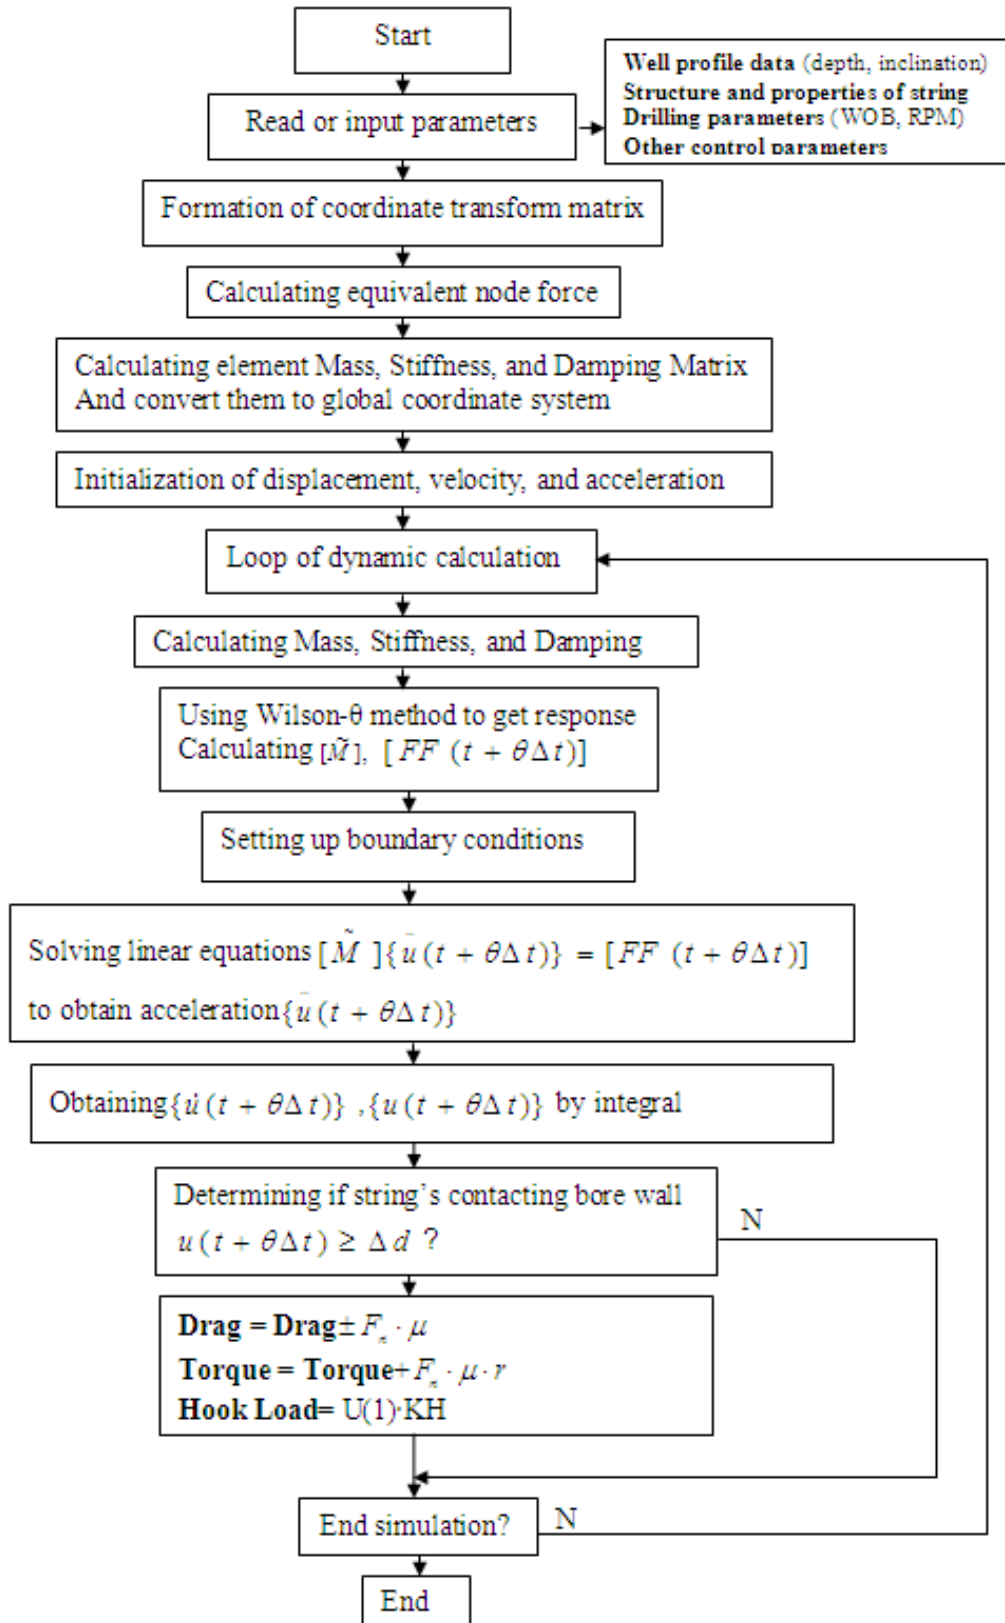 Start
Read or input parameters
Well profile data (depth, inclination)
Structure and properties of string
Drilling parameters (WOB, RPM)
Other control parameters
Formation of coordinate transform matrix
Calculating equivalent node force
Calculating element Mass, Stiffness, and Damping Matrix
And convert them to global coordinate system
Initialization of displacement, velocity, and acceleration
Loop of dynamic calculation
Calculating Mass, Stiffness, and Damping
Using Wilson-θ method to get response
Calculating [M̃], [FF (t + θΔt)]
Setting up boundary conditions
Solving linear equations [M̃ ]{ü(t + θΔt)} = [FF (t + θΔt)]
to obtain acceleration{ü(t + θΔt)}
Obtaining{u̇(t + θΔt)} ,{u(t + θΔt)} by integral
Determining if string’s contacting bore wall
u(t + θΔt) ≥ Δd ?
N
Drag = Drag± Fₙ · μ
Torque = Torque+ Fₙ · μ · r
Hook Load= U(1)·KH
End simulation?
N
End